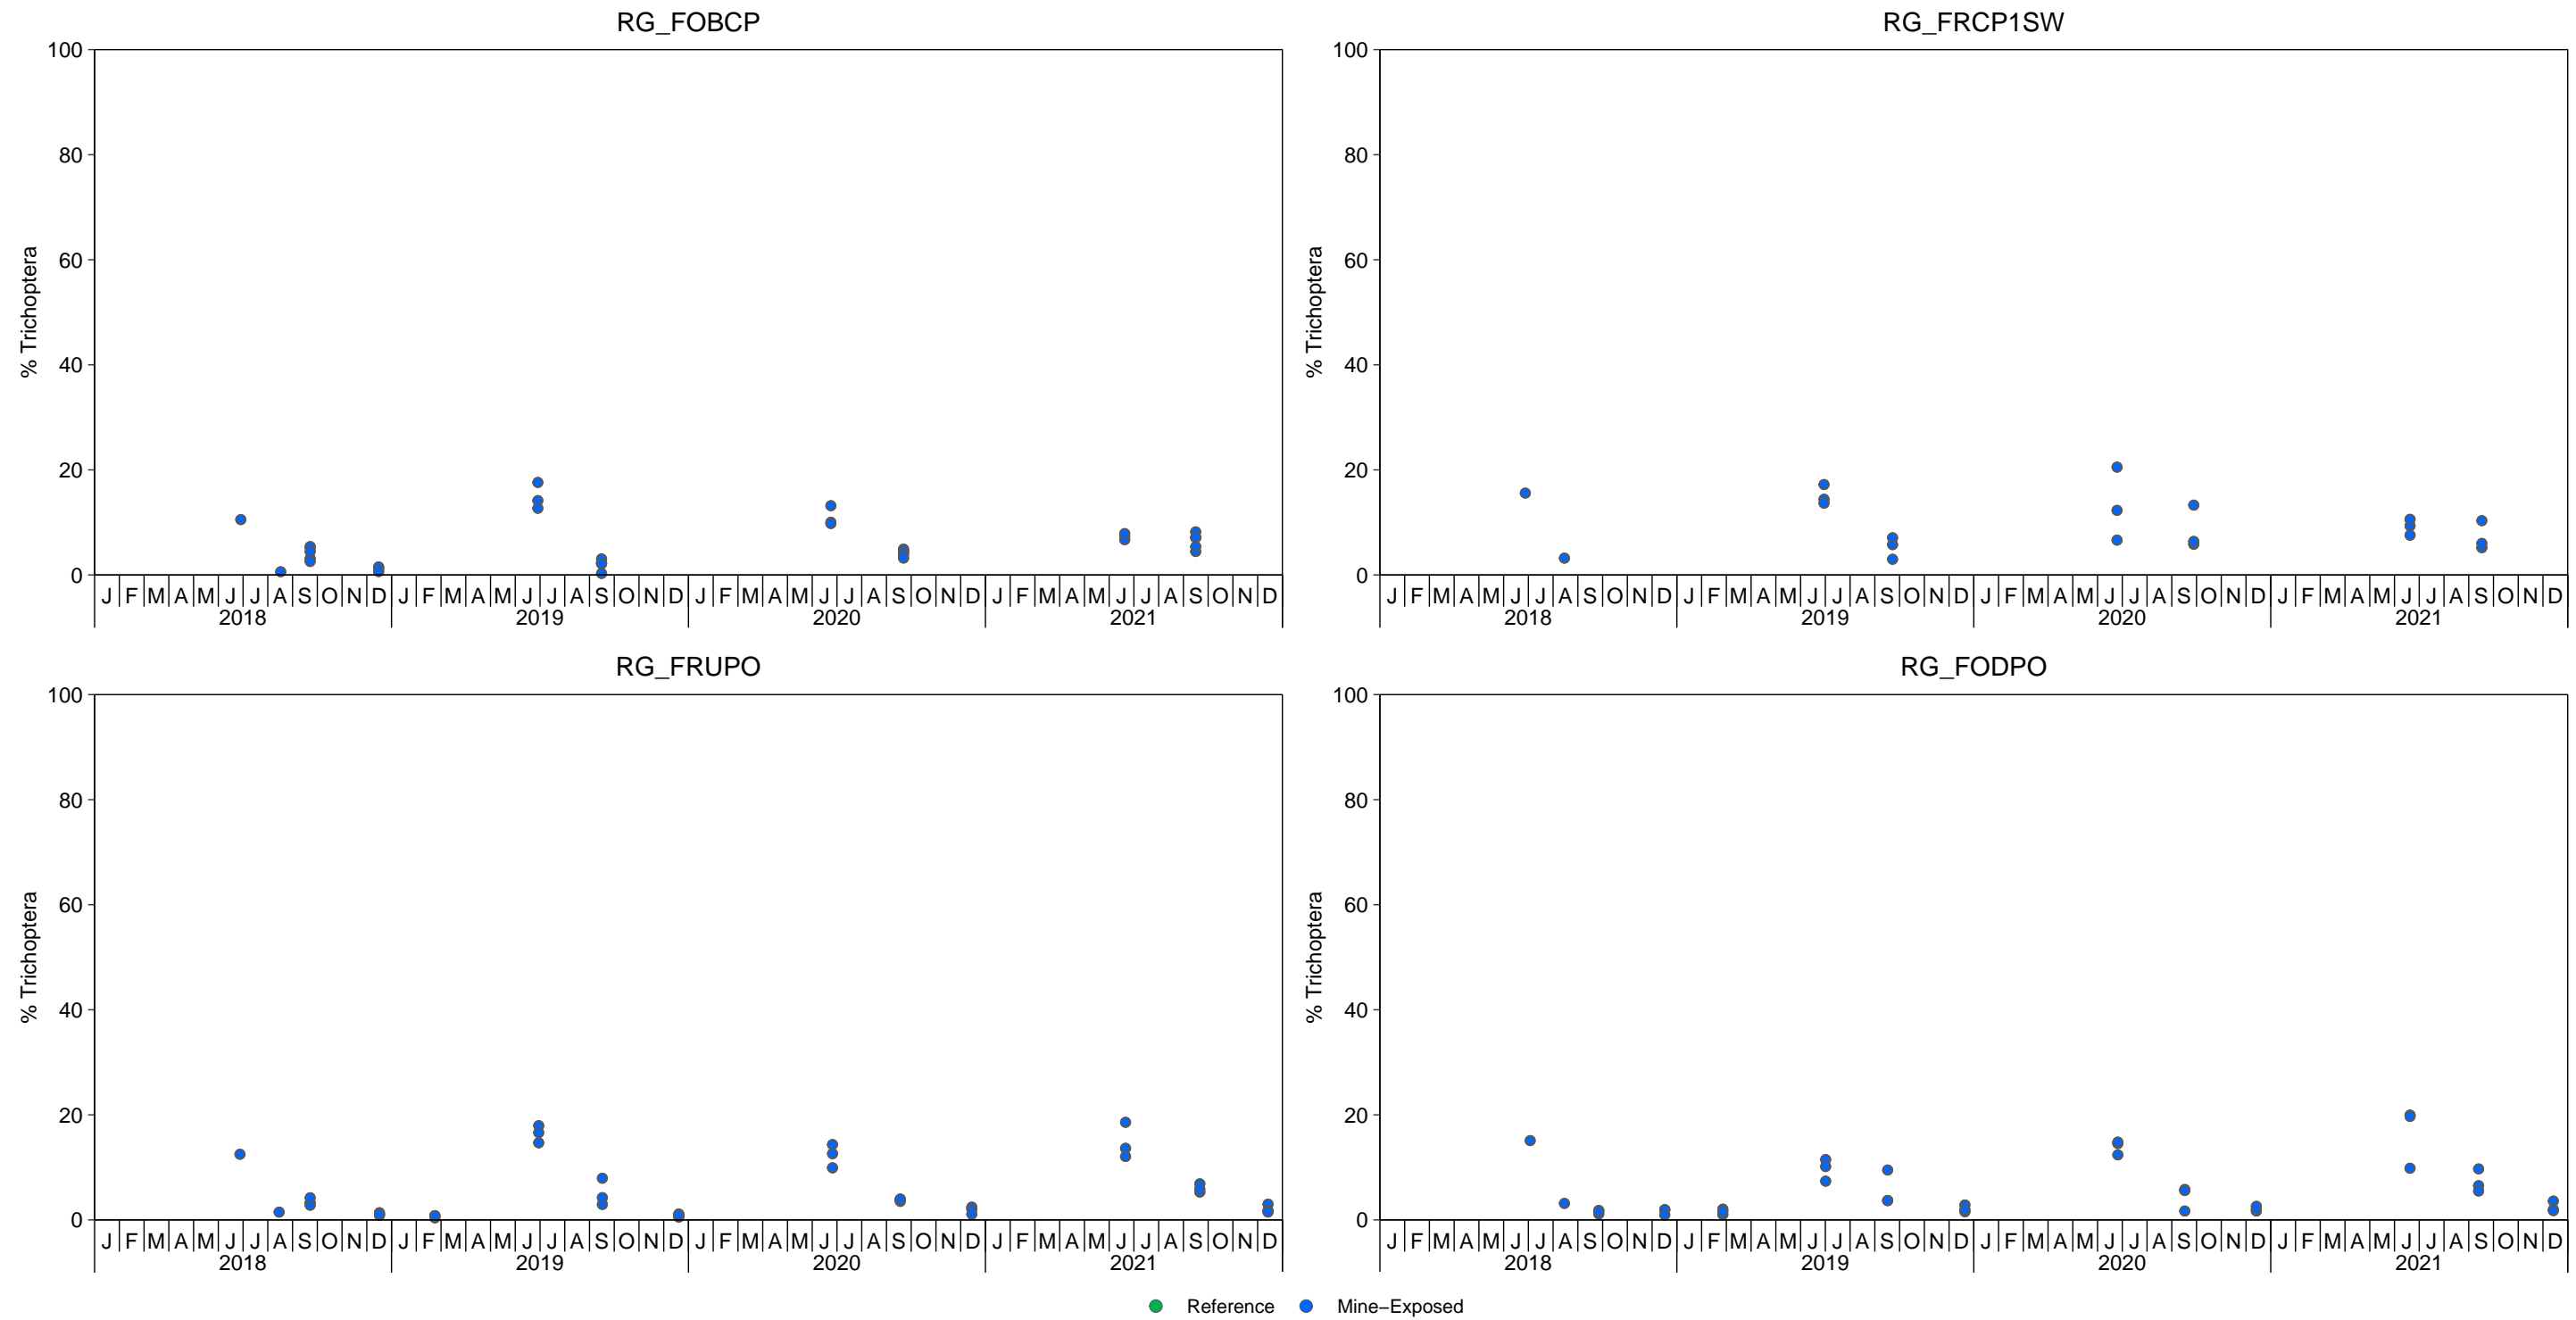 RG_FOBCP
% Trichoptera
100
80
60
40
20
0
J F M A M J J A S O N D J F M A M J J A S O N D J F M A M J J A S O N D J F M A M J J A S O N D
2018 2019 2020 2021
RG_FRCP1SW
% Trichoptera
100
80
60
40
20
0
J F M A M J J A S O N D J F M A M J J A S O N D J F M A M J J A S O N D J F M A M J J A S O N D
2018 2019 2020 2021
RG_FRUPO
% Trichoptera
100
80
60
40
20
0
J F M A M J J A S O N D J F M A M J J A S O N D J F M A M J J A S O N D J F M A M J J A S O N D
2018 2019 2020 2021
RG_FODPO
% Trichoptera
100
80
60
40
20
0
J F M A M J J A S O N D J F M A M J J A S O N D J F M A M J J A S O N D J F M A M J J A S O N D
2018 2019 2020 2021
Reference Mine−Exposed